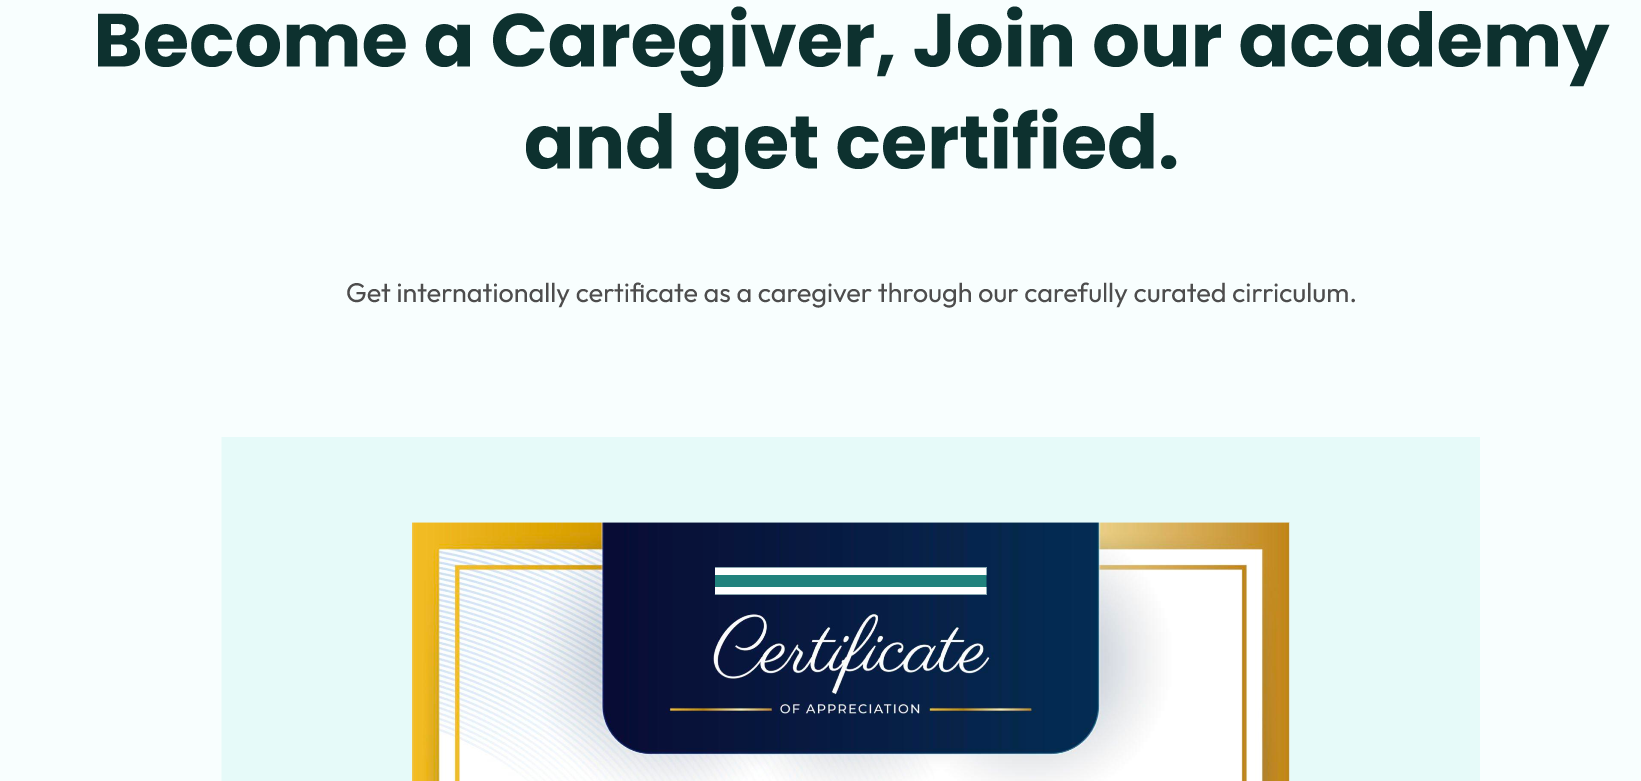 Become a Caregiver, Join our academy
and get certified.
Get internationally certificate as a caregiver through our carefully curated cirriculum.
Certificate
OF APPRECIATION